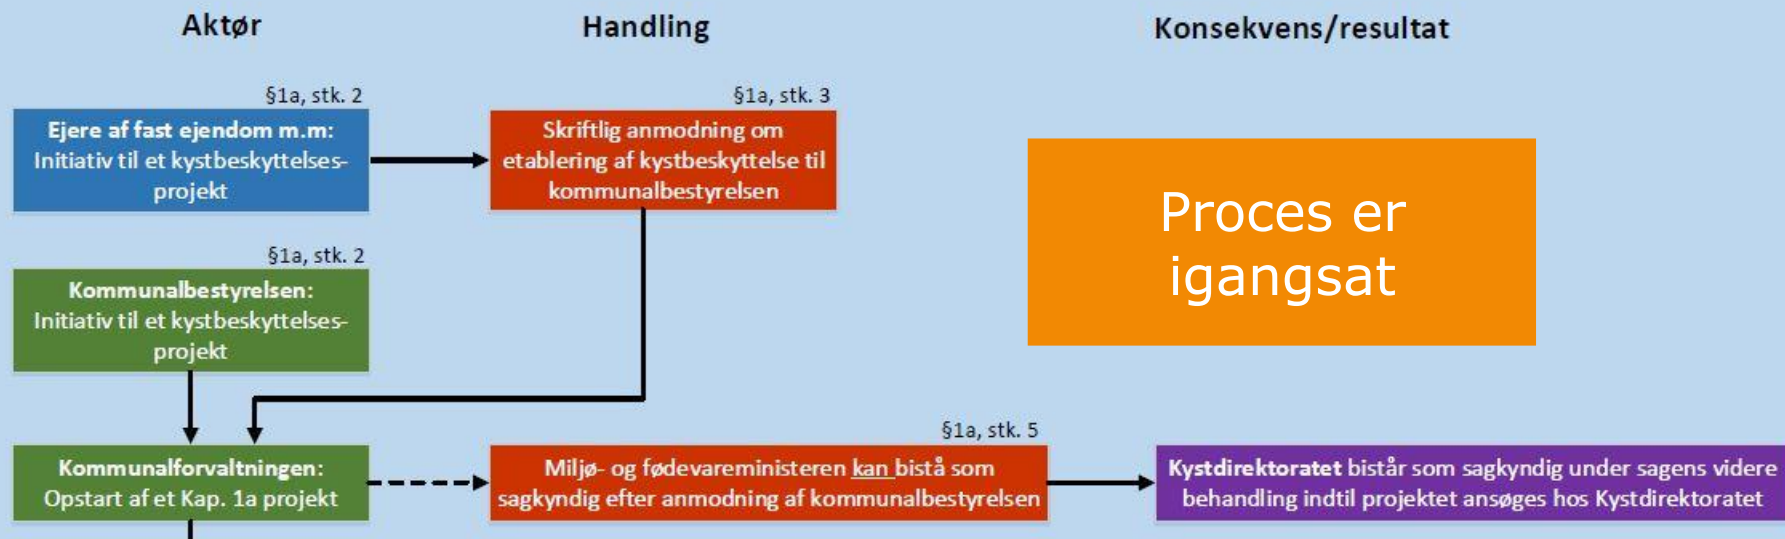 Aktør
Handling
Konsekvens/resultat
§1a, stk. 2
Ejere af fast ejendom m.m:
Initiativ til et kystbeskyttelses-
projekt
§1a, stk. 3
Skriftlig anmodning om
etablering af kystbeskyttelse til
kommunalbestyrelsen
Proces er
igangsat
§1a, stk. 2
Kommunalbestyrelsen:
Initiativ til et kystbeskyttelses-
projekt
Kommunalforvaltningen:
Opstart af et Kap. 1a projekt
§1a, stk. 5
Miljø- og fødevareministeren kan bistå som
sagkyndig efter anmodning af kommunalbestyrelsen
Kystdirektoratet bistår som sagkyndig under sagens videre
behandling indtil projektet ansøges hos Kystdirektoratet